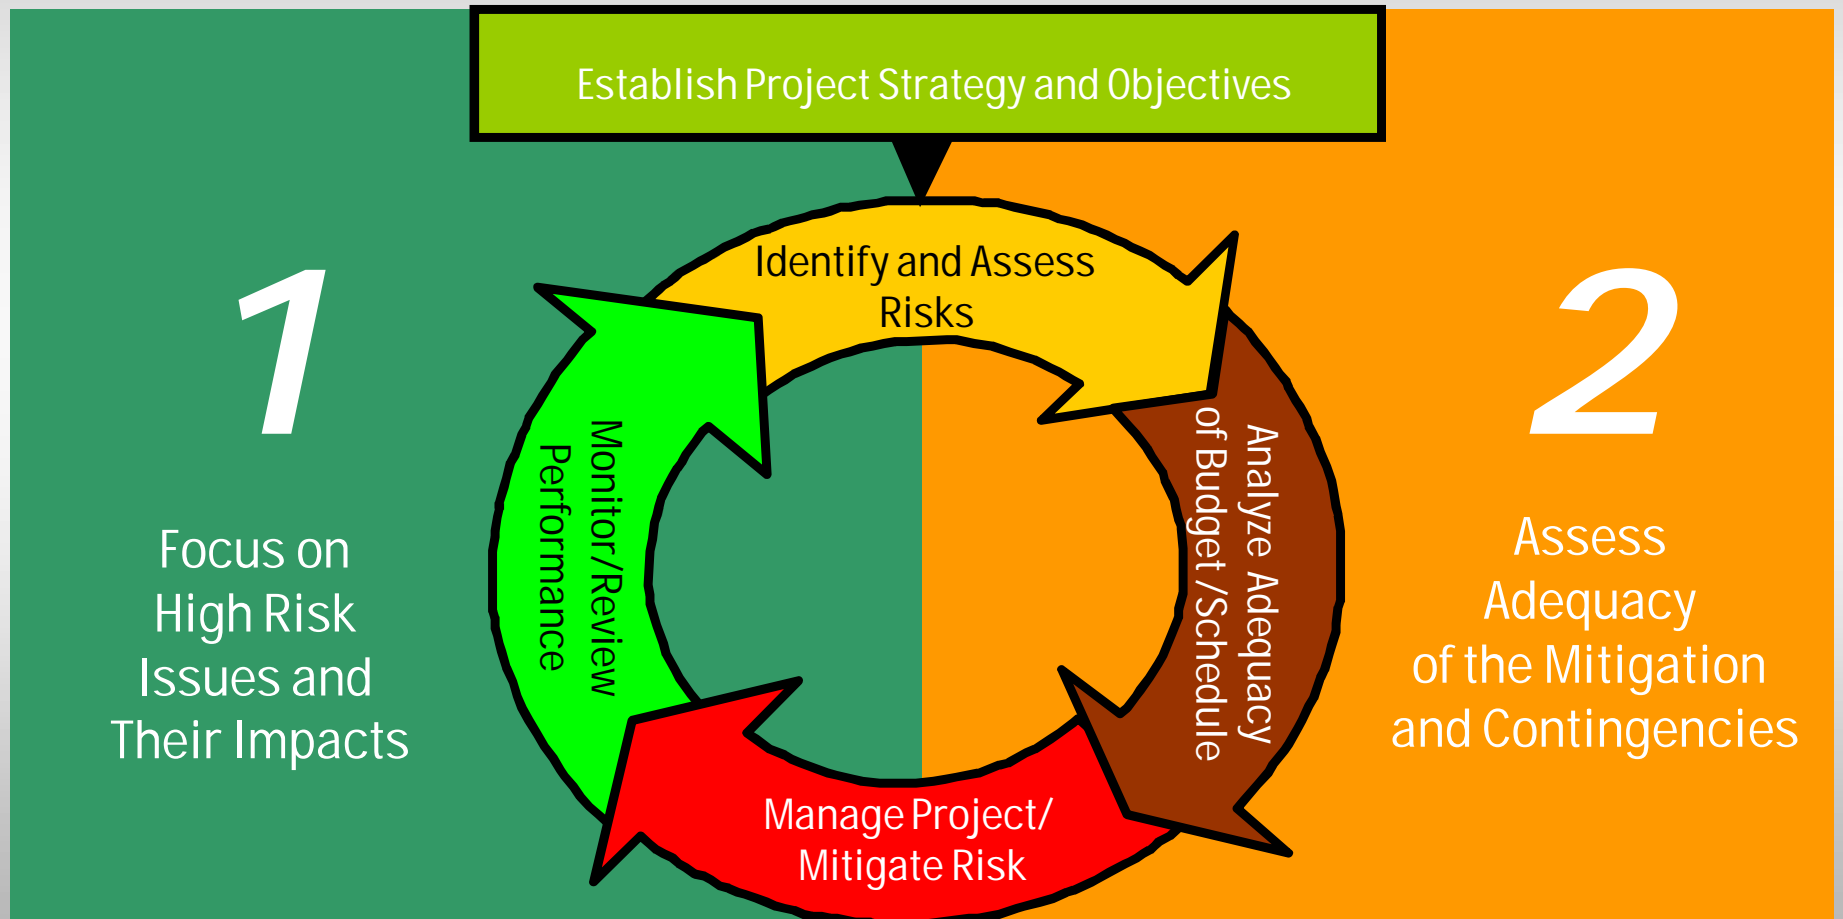 Establish Project Strategy and Objectives
1
Focus on
High Risk
Issues and
Their Impacts
Identify and Assess
Risks
Analyze Adequacy
of Budget/Schedule
Manage Project/
Mitigate Risk
Monitor/Review
Performance
2
Assess
Adequacy
of the Mitigation
and Contingencies